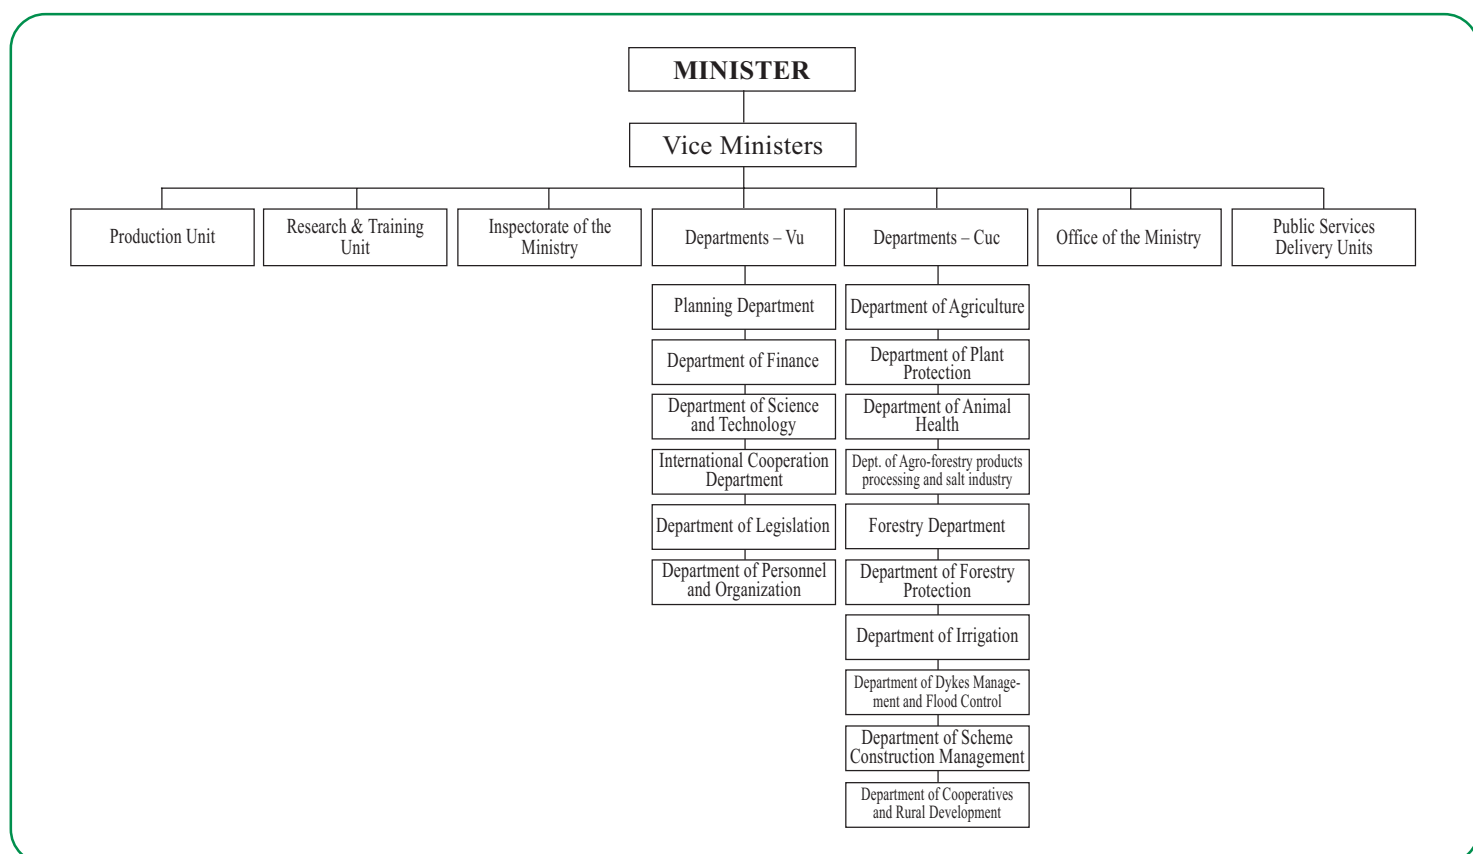 MINISTER
Vice Ministers
Production Unit
Research & Training
Unit
Inspectorate of the
Ministry
Departments – Vu
Departments – Cuc
Office of the Ministry
Public Services
Delivery Units
Planning Department
Department of Finance
Department of Science
and Technology
International Cooperation
Department
Department of Legislation
Department of Personnel
and Organization
Department of Agriculture
Department of Plant
Protection
Department of Animal
Health
Dept. of Agro-forestry products
processing and salt industry
Forestry Department
Department of Forestry
Protection
Department of Irrigation
Department of Dykes Manage-
ment and Flood Control
Department of Scheme
Construction Management
Department of Cooperatives
and Rural Development